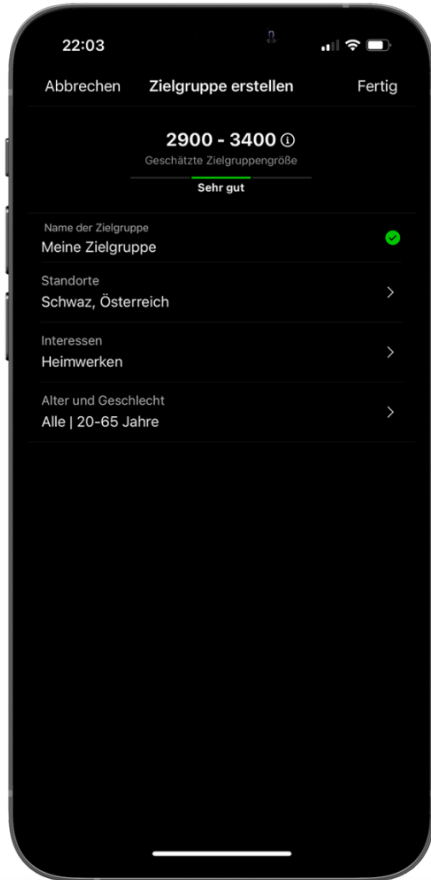 22:03
Abbrechen Zielgruppe erstellen Fertig
2900 - 3400
Geschätzte Zielgruppengröße
Sehr gut
Name der Zielgruppe
Meine Zielgruppe
Standorte
Schwaz, Österreich
Interessen
Heimwerken
Alter und Geschlecht
Alle | 20-65 Jahre